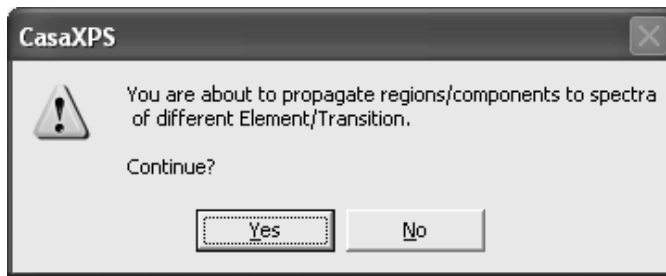 CasaXPS
You are about to propagate regions/components to spectra
of different Element/Transition.
Continue?
Yes
No